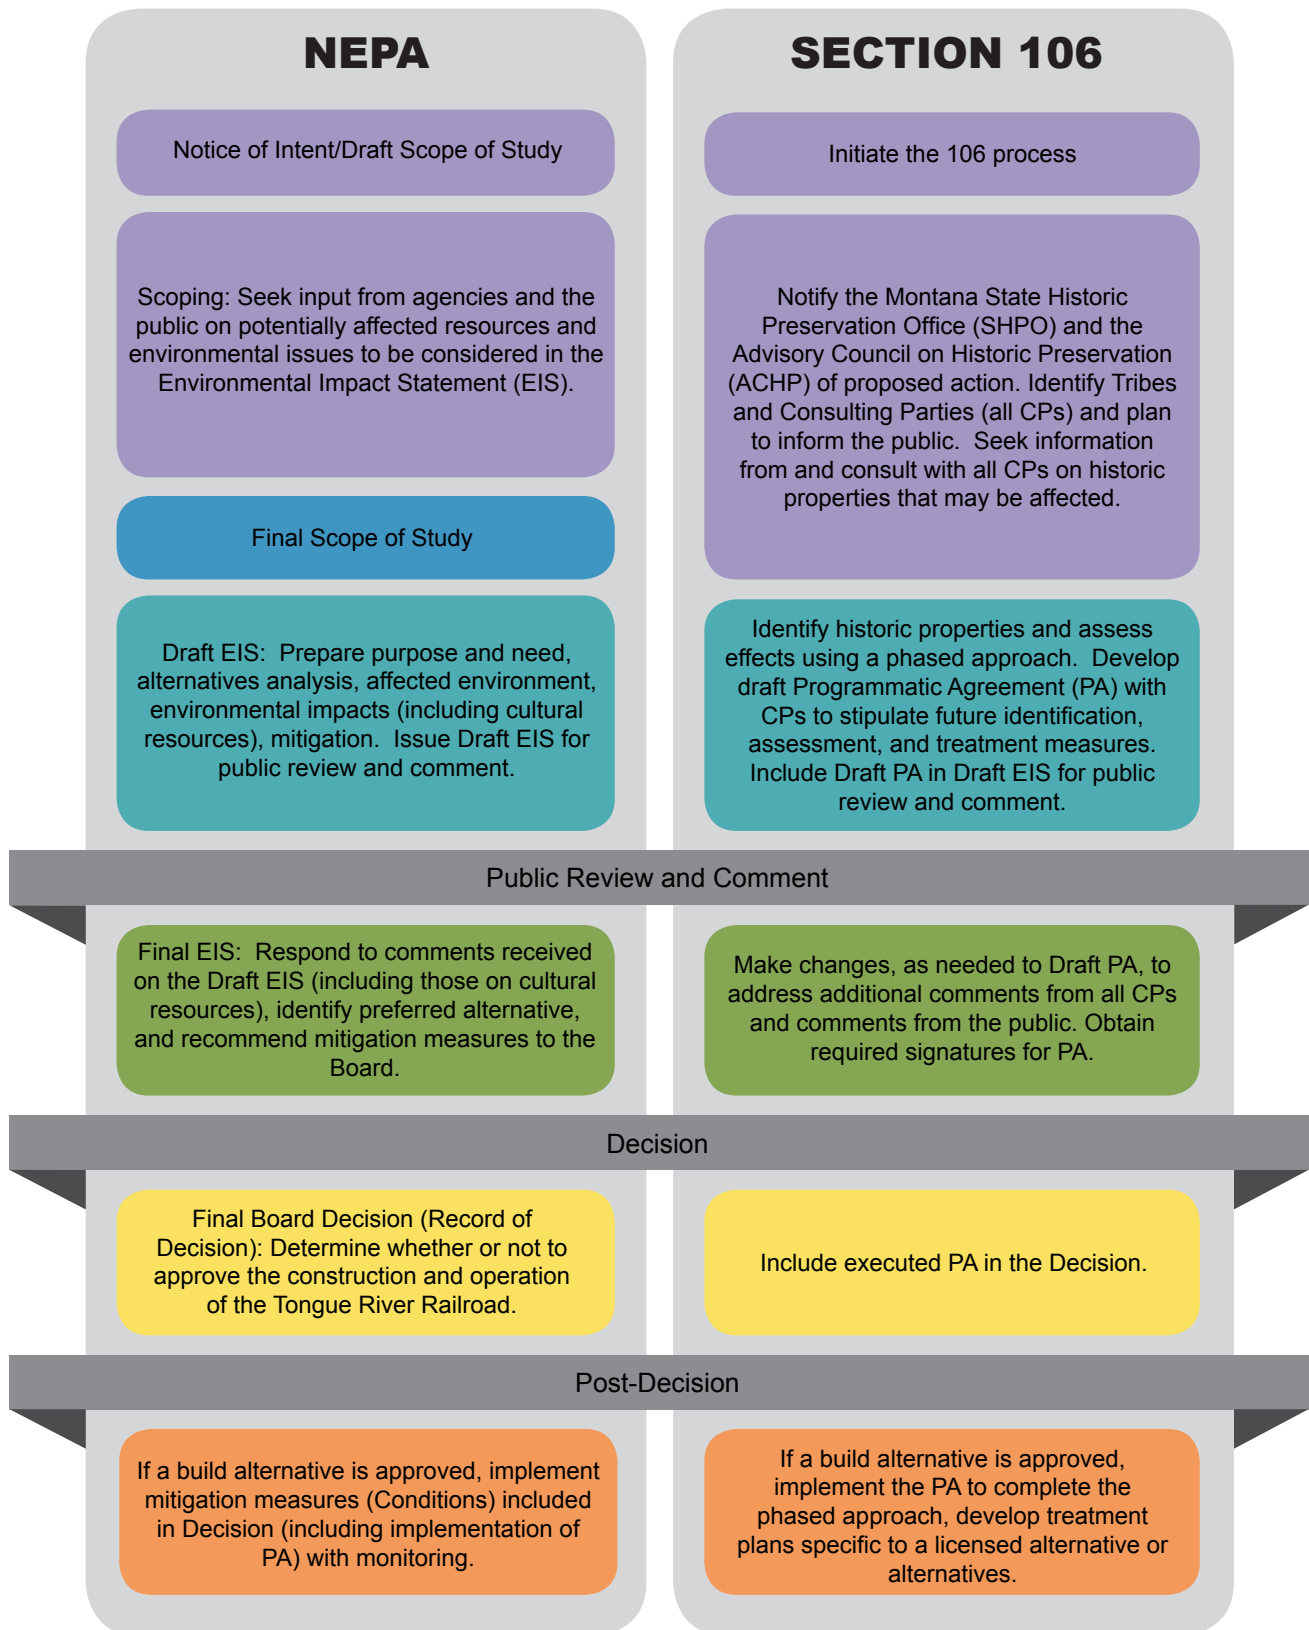 NEPA
Notice of Intent/Draft Scope of Study
Scoping: Seek input from agencies and the
public on potentially affected resources and
environmental issues to be considered in the
Environmental Impact Statement (EIS).
Final Scope of Study
Draft EIS:  Prepare purpose and need,
alternatives analysis, affected environment,
environmental impacts (including cultural
resources), mitigation.  Issue Draft EIS for
public review and comment.
SECTION 106
Initiate the 106 process
Notify the Montana State Historic
Preservation Office (SHPO) and the
Advisory Council on Historic Preservation
(ACHP) of proposed action. Identify Tribes
and Consulting Parties (all CPs) and plan
to inform the public.  Seek information
from and consult with all CPs on historic
properties that may be affected.
Identify historic properties and assess
effects using a phased approach.  Develop
draft Programmatic Agreement (PA) with
CPs to stipulate future identification,
assessment, and treatment measures.
Include Draft PA in Draft EIS for public
review and comment.
Public Review and Comment
Final EIS:  Respond to comments received
on the Draft EIS (including those on cultural
resources), identify preferred alternative,
and recommend mitigation measures to the
Board.
Make changes, as needed to Draft PA, to
address additional comments from all CPs
and comments from the public. Obtain
required signatures for PA.
Decision
Final Board Decision (Record of
Decision): Determine whether or not to
approve the construction and operation
of the Tongue River Railroad.
Include executed PA in the Decision.
Post-Decision
If a build alternative is approved, implement
mitigation measures (Conditions) included
in Decision (including implementation of
PA) with monitoring.
If a build alternative is approved,
implement the PA to complete the
phased approach, develop treatment
plans specific to a licensed alternative or
alternatives.